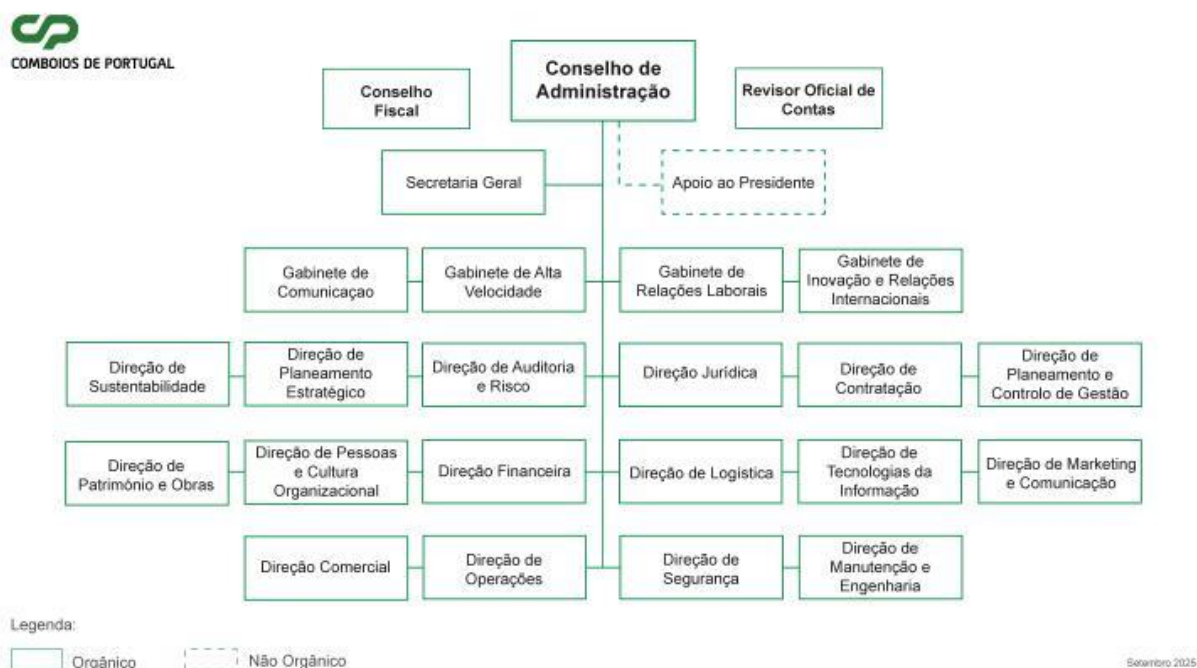 CP
COMBOIOS DE PORTUGAL
Conselho de
Administração
Conselho
Fiscal
Revisor Oficial de
Contas
Secretaria Geral
Apoio ao Presidente
Gabinete de
Comunicaçao
Gabinete de Alta
Velocidade
Gabinete de
Relações Laborais
Gabinete de
Inovação e Relações
Internacionais
Direção de
Sustentabilidade
Direção de
Planeamento
Estratégico
Direção de Auditoria
e Risco
Direção Jurídica
Direção de
Contratação
Direção de
Planeamento e
Controlo de Gestão
Direção de
Património e Obras
Direção de Pessoas
e Cultura
Organizacional
Direção Financeira
Direção de Logística
Direção de
Tecnologias da
Informação
Direção de Marketing
e Comunicação
Direção Comercial
Direção de
Operações
Direção de
Segurança
Direção de
Manutenção e
Engenharia
Legenda:
Orgânico
Não Orgânico
Setembro 2025